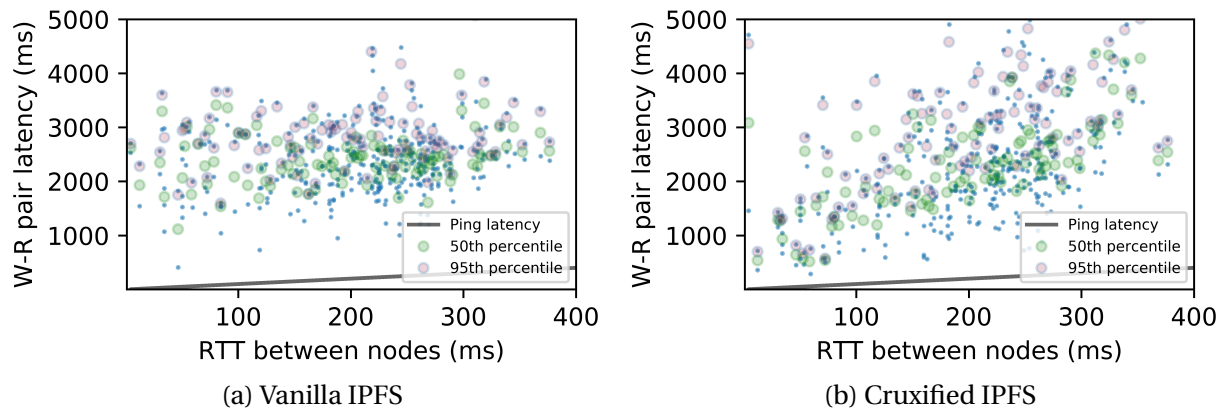 W-R pair latency (ms)
5000
4000
3000
2000
1000
Ping latency
50th percentile
95th percentile
100
200
300
400
RTT between nodes (ms)
(a) Vanilla IPFS
W-R pair latency (ms)
5000
4000
3000
2000
1000
Ping latency
50th percentile
95th percentile
100
200
300
400
RTT between nodes (ms)
(b) Cruxified IPFS